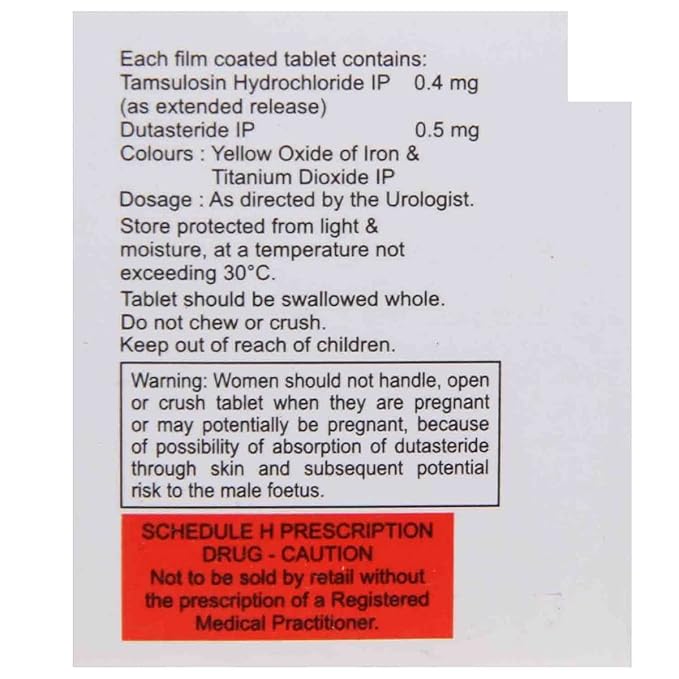 Each film coated tablet contains:
Tamsulosin Hydrochloride IP 0.4 mg
(as extended release)
Dutasteride IP 0.5 mg
Colours : Yellow Oxide of Iron &
Titanium Dioxide IP
Dosage : As directed by the Urologist.
Store protected from light &
moisture, at a temperature not
exceeding 30°C.
Tablet should be swallowed whole.
Do not chew or crush.
Keep out of reach of children.
Warning: Women should not handle, open
or crush tablet when they are pregnant
or may potentially be pregnant, because
of possibility of absorption of dutasteride
through skin and subsequent potential
risk to the male foetus.
SCHEDULE H PRESCRIPTION
DRUG - CAUTION
Not to be sold by retail without
the prescription of a Registered
Medical Practitioner.